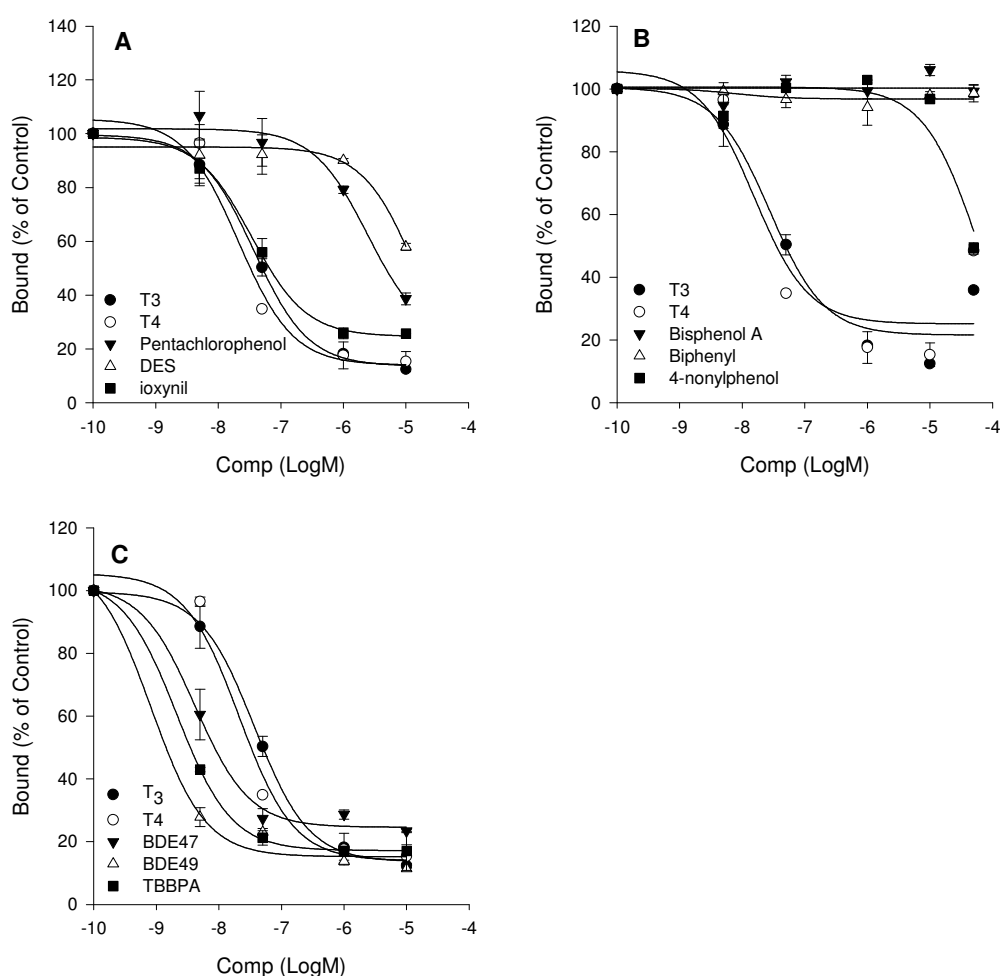 A
140
120
100
80
60
40
20
0
Bound (% of Control)
T3
T4
Pentachlorophenol
DES
ioxynil
-10 -9 -8 -7 -6 -5 -4
Comp (LogM)
B
120
100
80
60
40
20
0
Bound (% of Control)
T3
T4
Bisphenol A
Biphenyl
4-nonylphenol
-10 -9 -8 -7 -6 -5 -4
Comp (LogM)
C
120
100
80
60
40
20
0
Bound (% of Control)
T3
T4
BDE47
BDE49
TBBPA
-10 -9 -8 -7 -6 -5 -4
Comp (LogM)